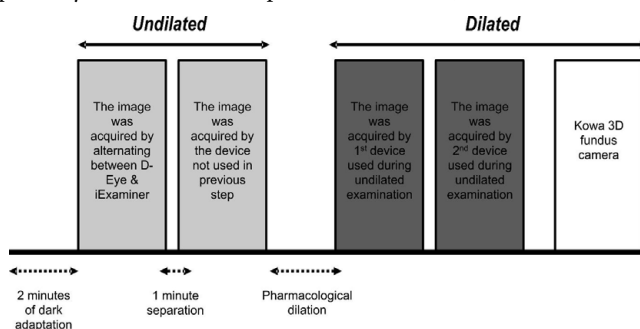 Undilated
Dilated
The image
was
acquired by
alternating
between D-
Eye &
iExaminer
The image
was
acquired by
the device
not used in
previous
step
The image
was
acquired by
1st device
used during
undilated
examination
The image
was
acquired by
2nd device
used during
undilated
examination
Kowa 3D
fundus
camera
2 minutes
of dark
adaptation
1 minute
separation
Pharmacological
dilation